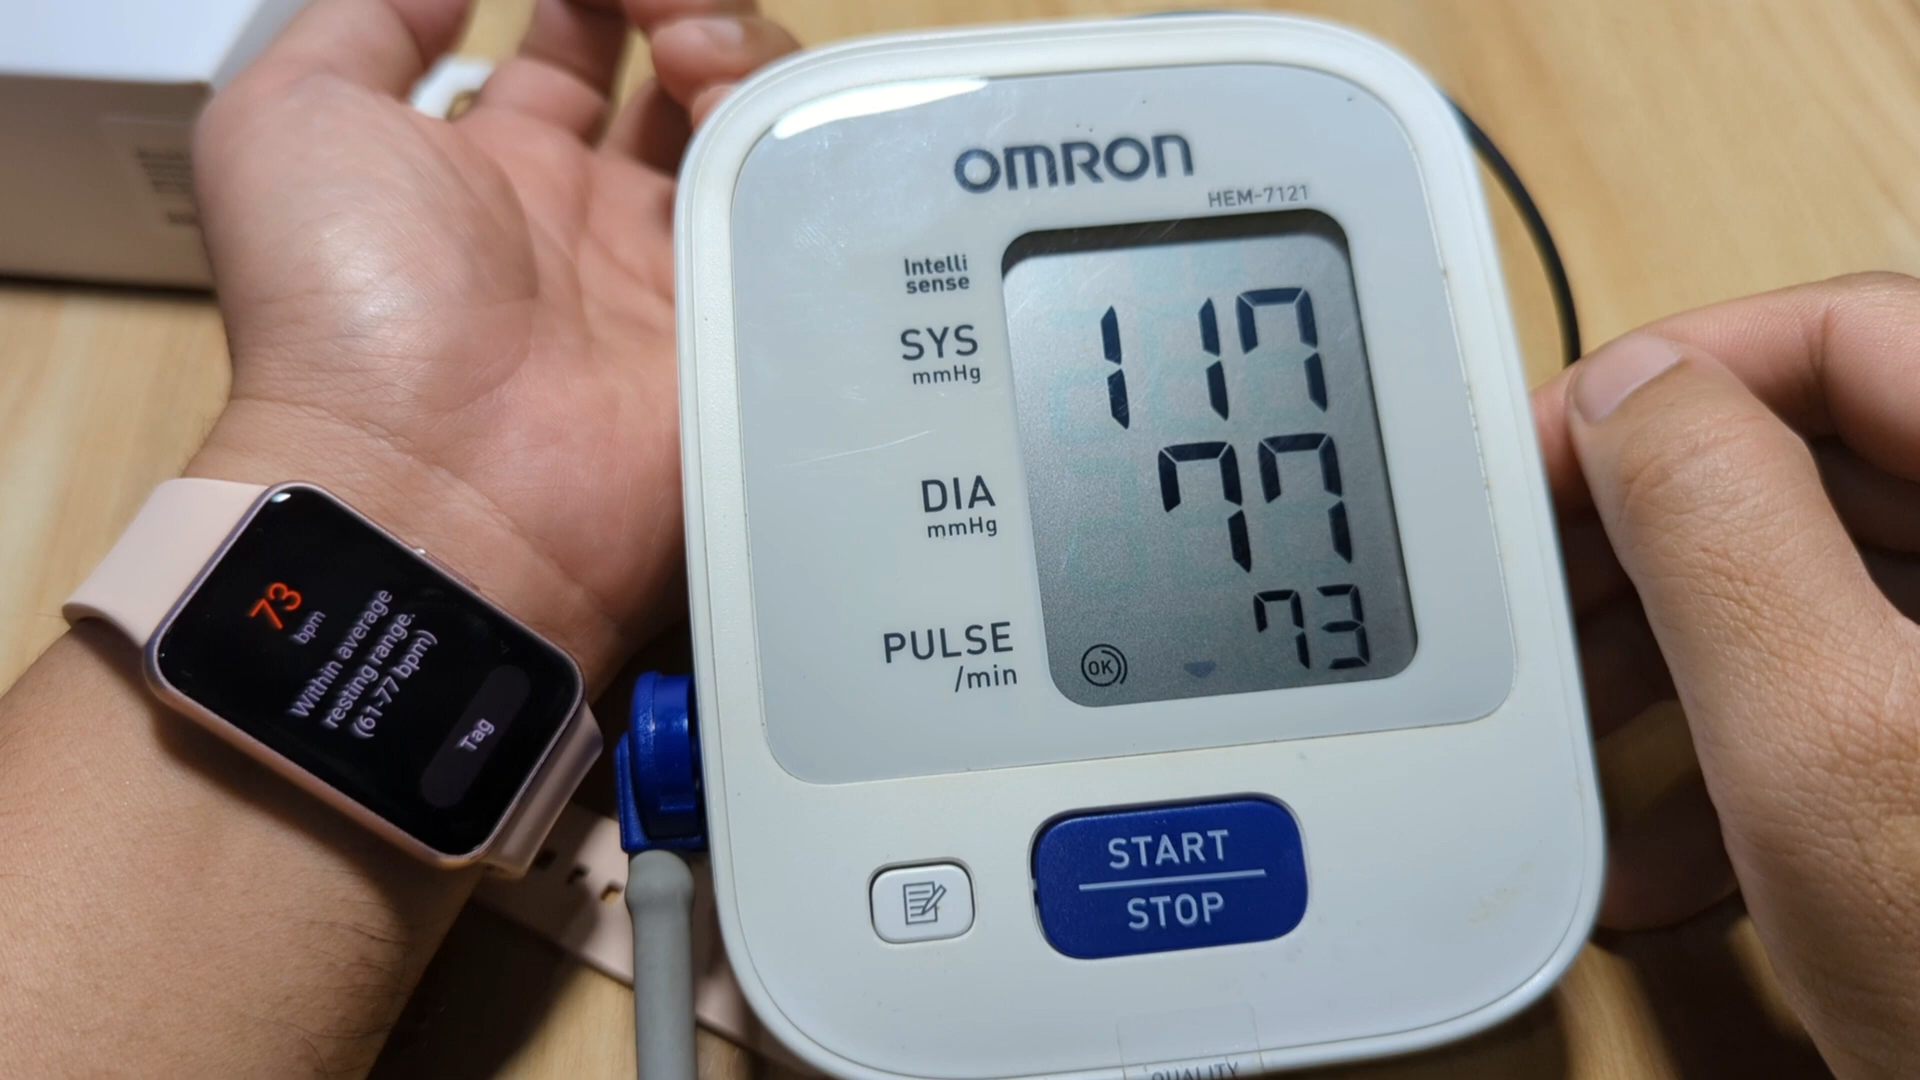 OMRON
HEM-7121
Intelli
sense
SYS
mmHg
117
DIA
mmHg
77
PULSE
/min
OK
73
START
STOP
QUALITY
73
bpm
Within average
resting range.
(61-77 bpm)
Tag